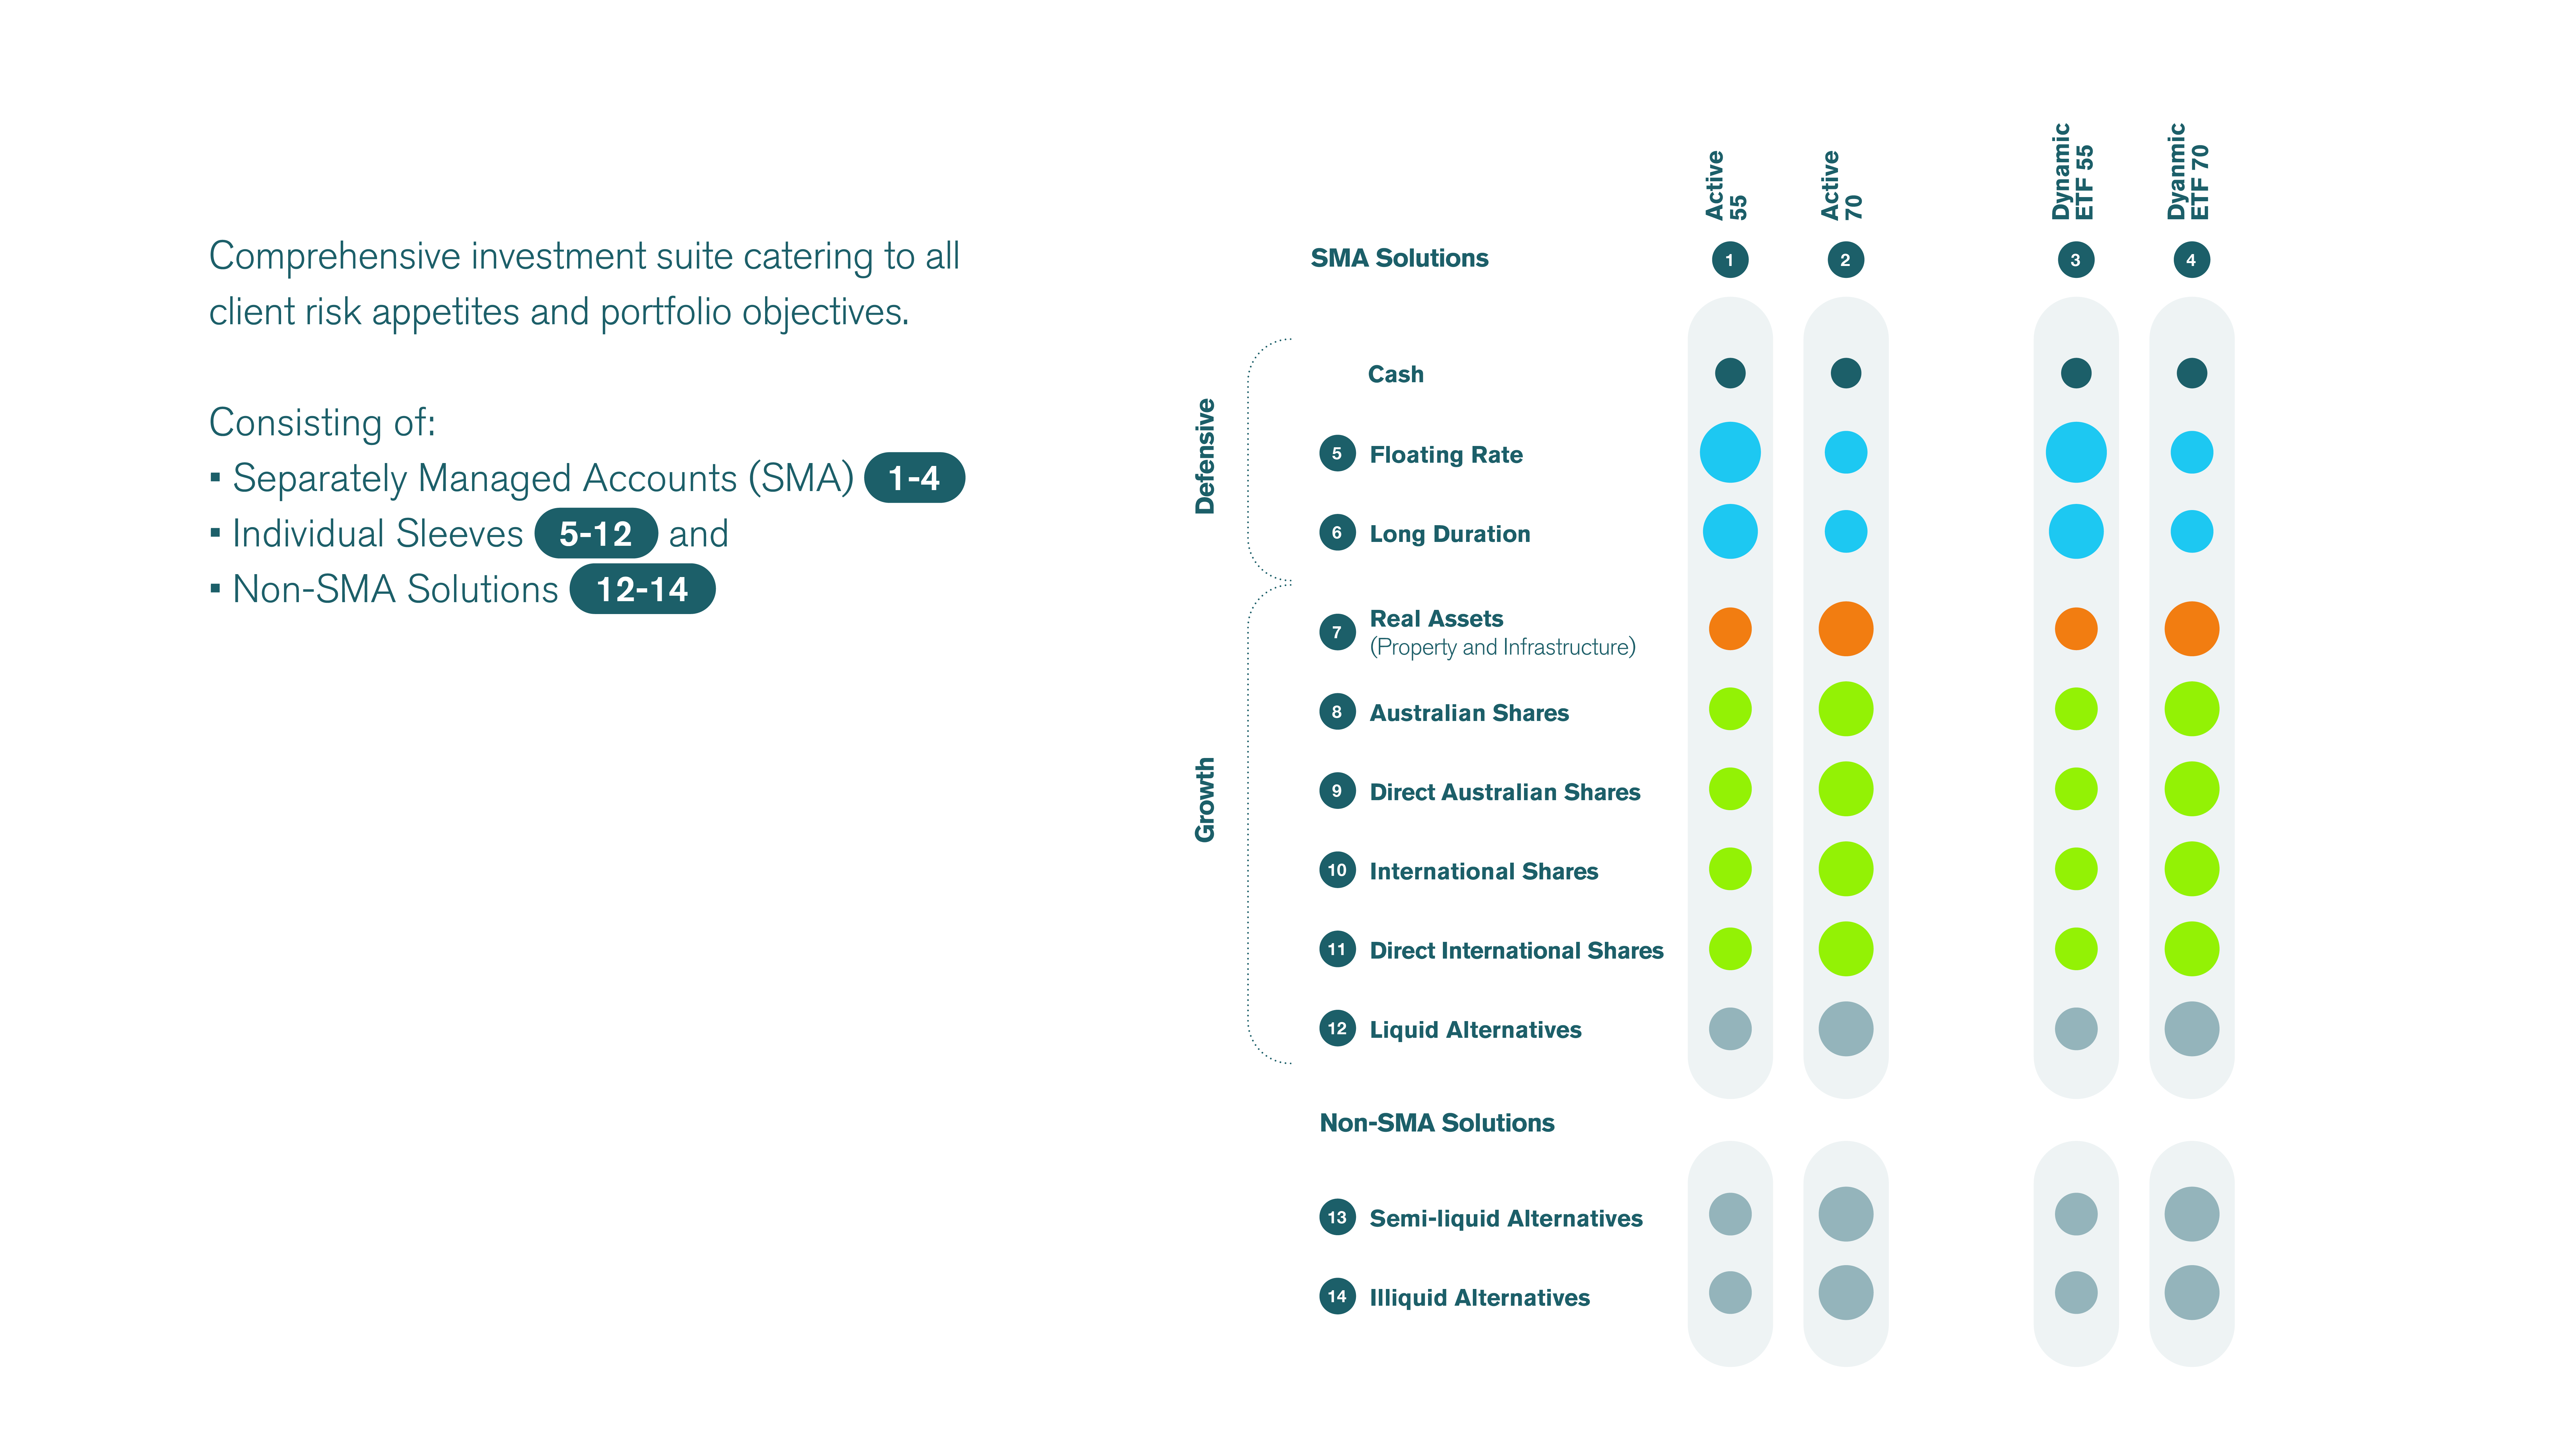 Comprehensive investment suite catering to all
client risk appetites and portfolio objectives.
Consisting of:
▪ Separately Managed Accounts (SMA) 1-4
▪ Individual Sleeves 5-12 and
▪ Non-SMA Solutions 12-14
Active
55
Active
70
Dynamic
ETF 55
Dyanmic
ETF 70
SMA Solutions
1
2
3
4
Defensive
Cash
5 Floating Rate
6 Long Duration
Growth
7 Real Assets
(Property and Infrastructure)
8 Australian Shares
9 Direct Australian Shares
10 International Shares
11 Direct International Shares
12 Liquid Alternatives
Non-SMA Solutions
13 Semi-liquid Alternatives
14 Illiquid Alternatives